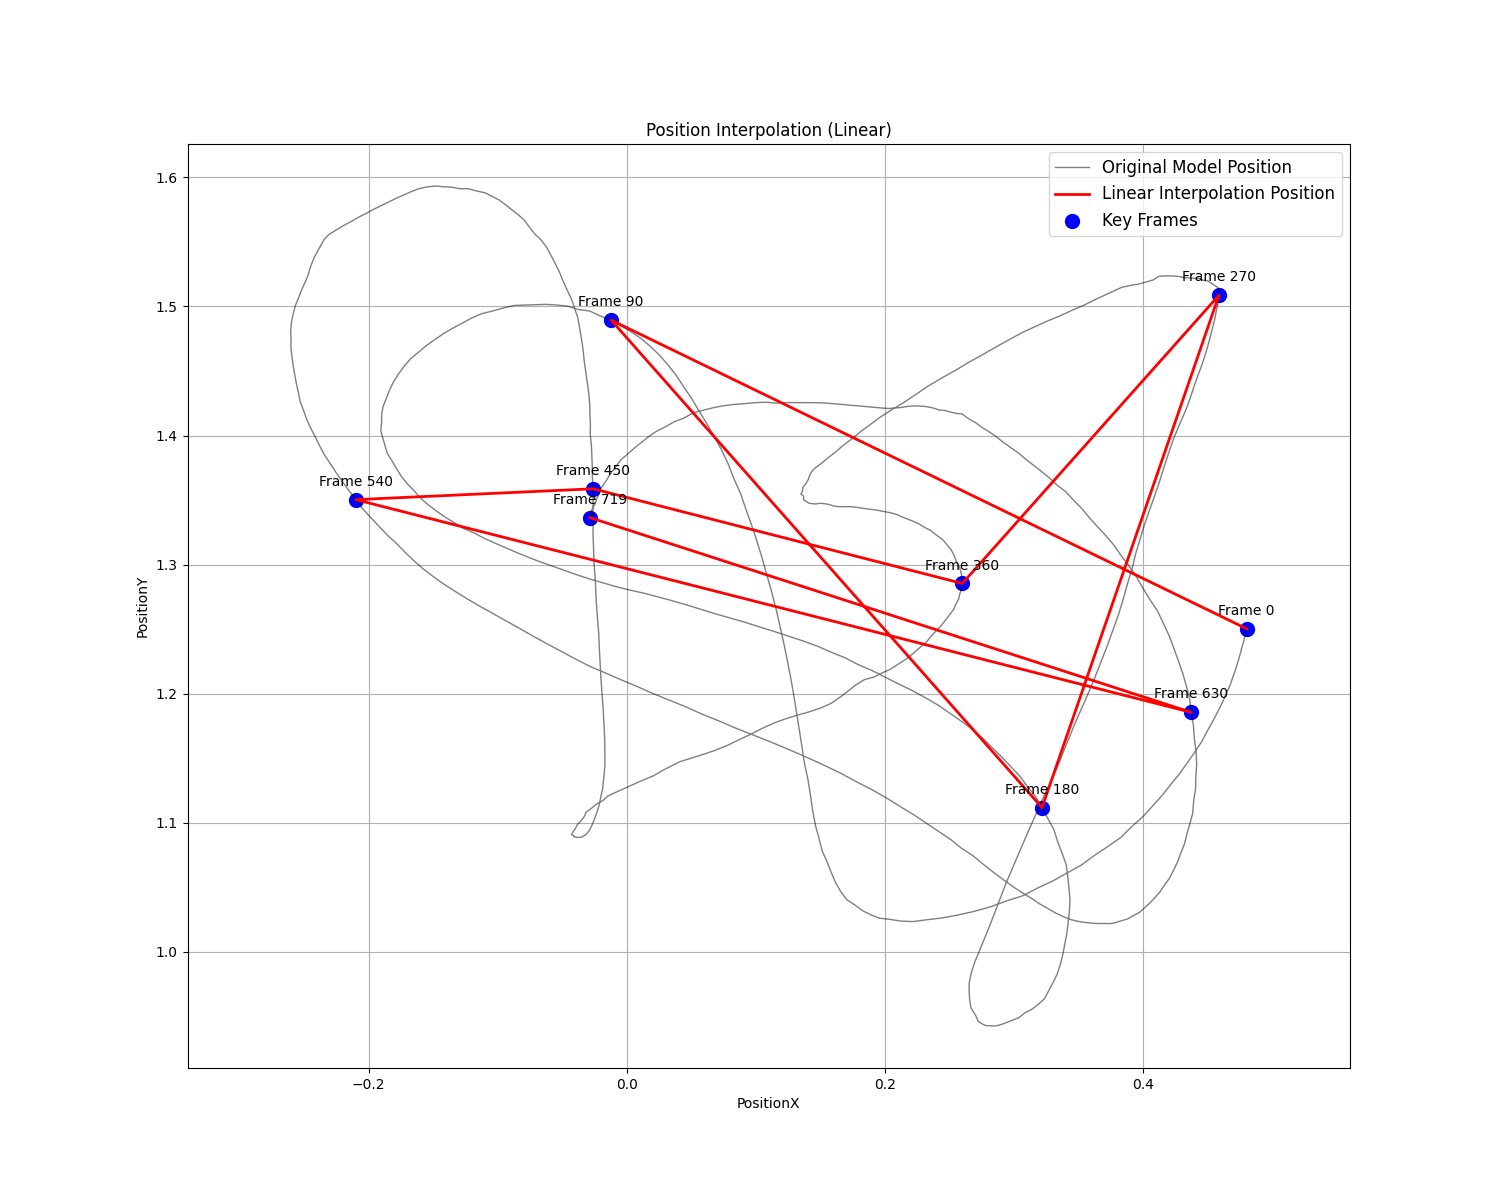 Position Interpolation (Linear)
Original Model Position
Linear Interpolation Position
Key Frames
PositionY
1.6
1.5
1.4
1.3
1.2
1.1
1.0
Frame 270
Frame 90
Frame 450
Frame 540
Frame 719
Frame 360
Frame 0
Frame 630
Frame 180
−0.2
0.0
0.2
0.4
PositionX